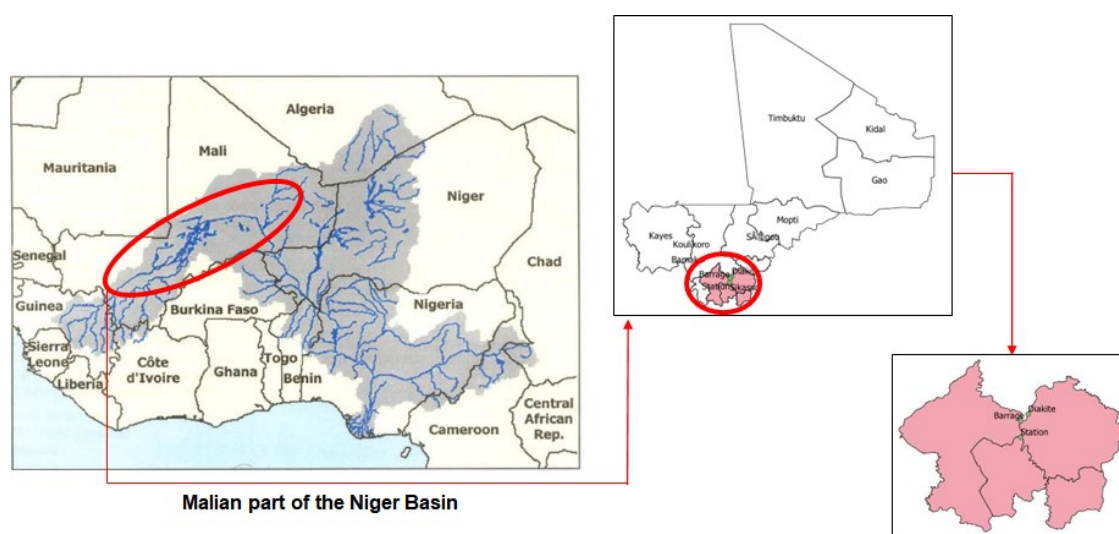 Algeria
Mali
Mauritania
Niger
Senegal
Chad
Guinea
Burkina Faso
Nigeria
Sierra
Leone
Côte
d'Ivoire
Ghana
Togo
Benin
Liberia
Cameroon
Central
African
Rep.
Malian part of the Niger Basin
Timbuktu
Kidal
Gao
Mopti
Kayes
Koulikoro
Barrage
Station
Barrage
Diakite
Station